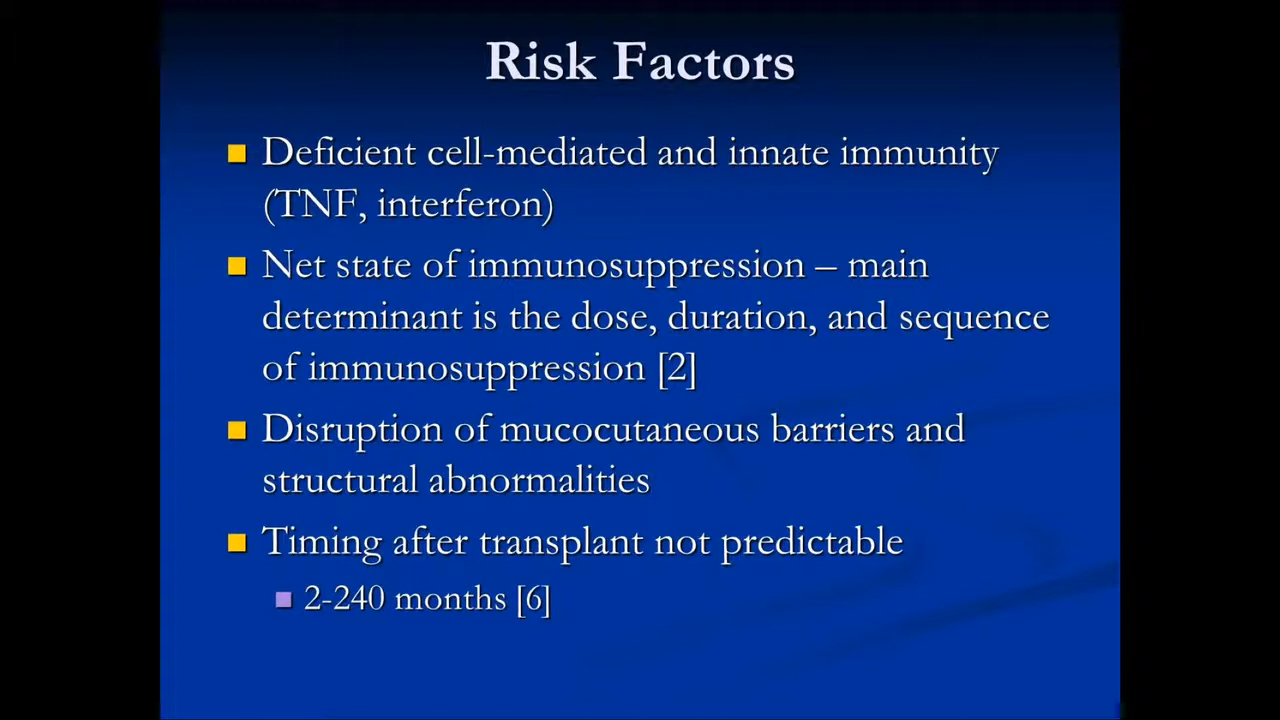 Risk Factors
Deficient cell-mediated and innate immunity
(TNF, interferon)
Net state of immunosuppression – main
determinant is the dose, duration, and sequence
of immunosuppression [2]
Disruption of mucocutaneous barriers and
structural abnormalities
Timing after transplant not predictable
2-240 months [6]